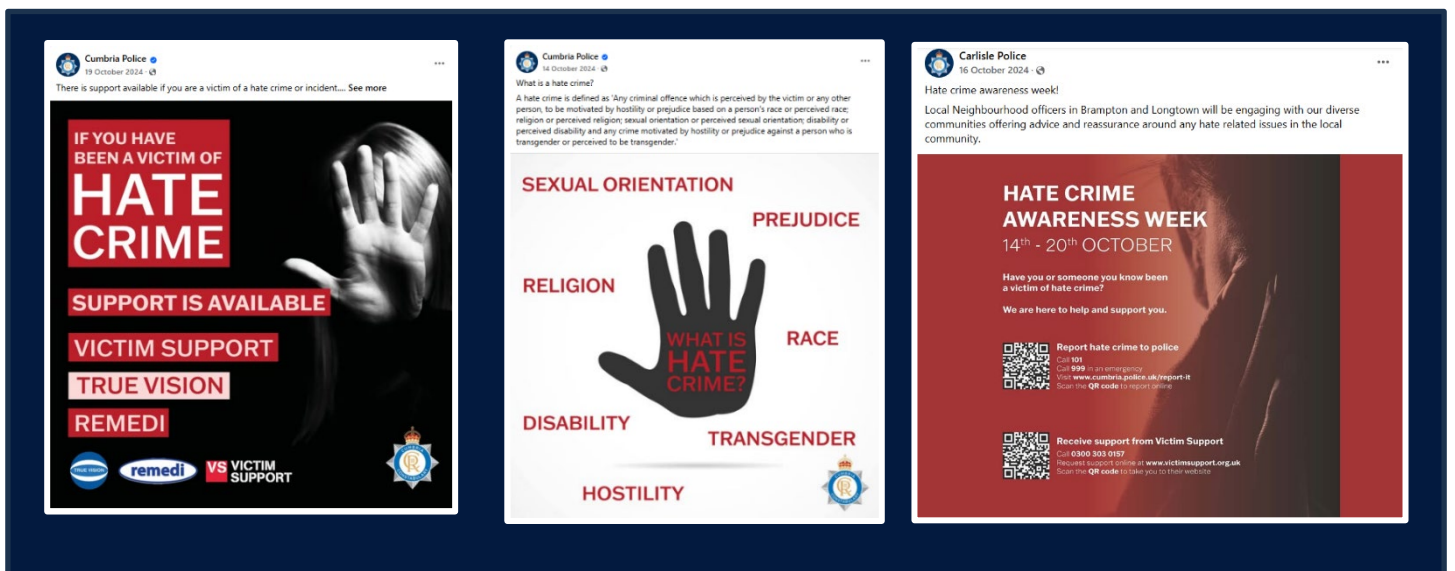 Cumbria Police
19 October 2024
There is support available if you are a victim of a hate crime or incident.... See more
IF YOU HAVE
BEEN A VICTIM OF
HATE
CRIME
SUPPORT IS AVAILABLE
VICTIM SUPPORT
TRUE VISION
REMEDI
TRUE VISION
remedi
VS VICTIM
SUPPORT
Cumbria Police
14 October 2024
What is a hate crime?
A hate crime is defined as 'Any criminal offence which is perceived by the victim or any other
person, to be motivated by hostility or prejudice based on a person's race or perceived race;
religion or perceived religion; sexual orientation or perceived sexual orientation; disability or
perceived disability and any crime motivated by hostility or prejudice against a person who is
transgender or perceived to be transgender.'
SEXUAL ORIENTATION
PREJUDICE
RELIGION
RACE
WHAT IS
HATE
CRIME?
DISABILITY
TRANSGENDER
HOSTILITY
Carlisle Police
16 October 2024
Hate crime awareness week!
Local Neighbourhood officers in Brampton and Longtown will be engaging with our diverse
communities offering advice and reassurance around any hate related issues in the local
community.
HATE CRIME
AWARENESS WEEK
14th - 20th OCTOBER
Have you or someone you know been
a victim of hate crime?
We are here to help and support you.
Report hate crime to police
Call 101
Call 999 in an emergency
Visit www.cumbria.police.uk/report-it
Scan the QR code to report online
Receive support from Victim Support
Call 0300 303 0157
Request support online at www.victimsupport.org.uk
Scan the QR code to take you to their website